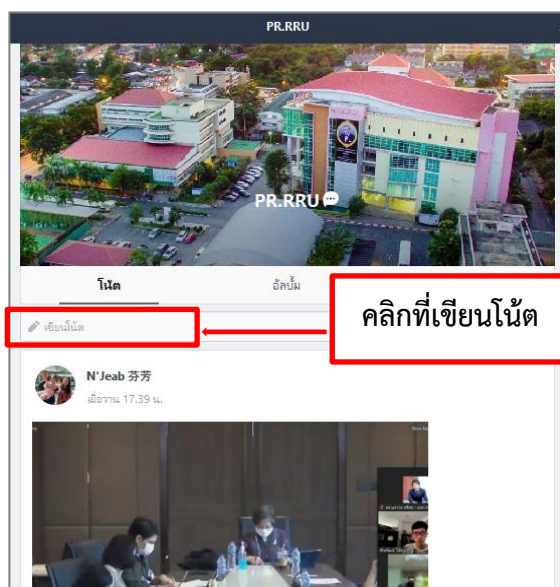 PR.RRU
PR.RRU
โน้ต
อัลบั้ม
เขียนโน้ต
คลิกที่เขียนโน้ต
N'Jeab 芬芳
เมื่อวาน 17.39 น.